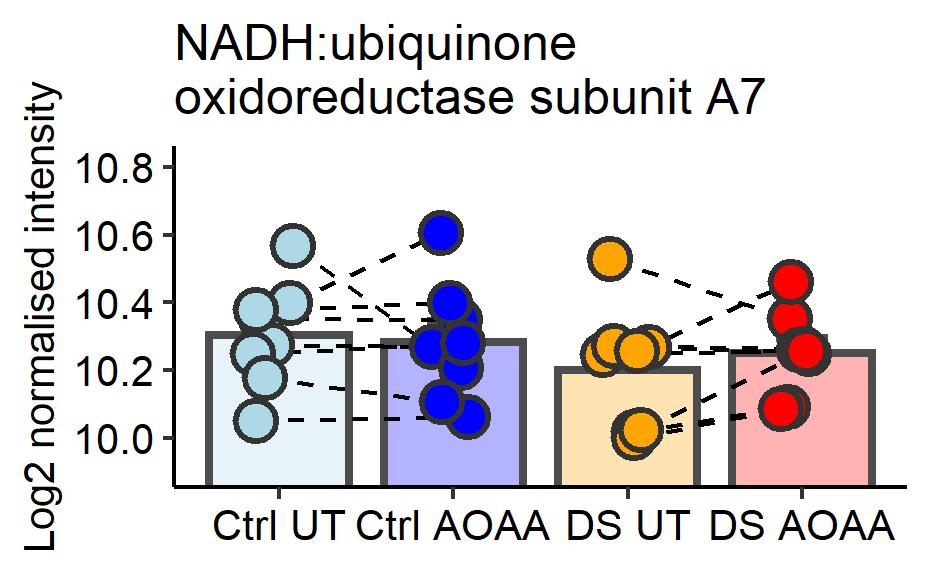 NADH:ubiquinone
oxidoreductase subunit A7
Log2 normalised intensity
10.8
10.6
10.4
10.2
10.0
Ctrl UT Ctrl AOAA DS UT DS AOAA